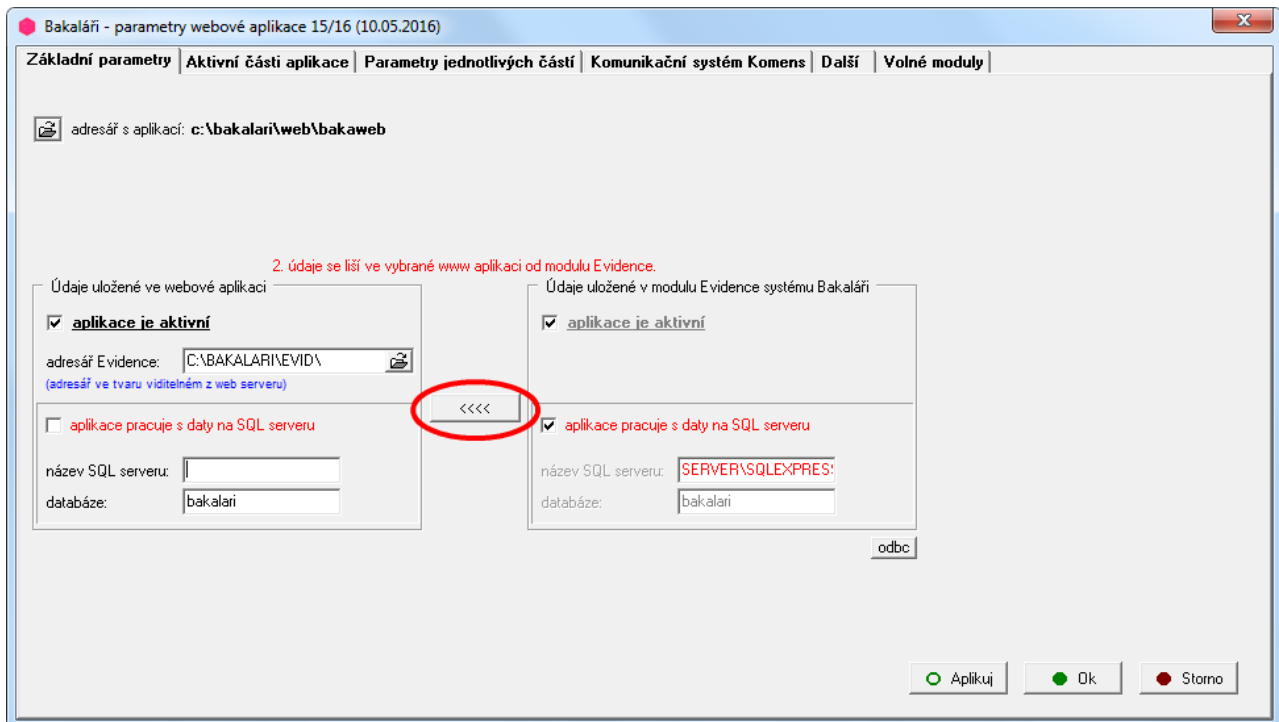 Bakaláři - parametry webové aplikace 15/16 (10.05.2016)
Základní parametry Aktivní části aplikace Parametry jednotlivých částí Komunikační systém Komens Další Volné moduly
adresář s aplikací: c:\bakalari\web\bakaweb
2. údaje se liší ve vybrané www aplikaci od modulu Evidence.
Údaje uložené ve webové aplikaci
aplikace je aktivní
adresář Evidence: C:\BAKALARI\EVID\
(adresář ve tvaru viditelném z web serveru)
aplikace pracuje s daty na SQL serveru
název SQL serveru:
databáze: bakalari
<<<<
Údaje uložené v modulu Evidence systému Bakaláři
aplikace je aktivní
aplikace pracuje s daty na SQL serveru
název SQL serveru: SERVER\SQLEXPRES
databáze: bakalari
odbc
Aplikuj Ok Storno